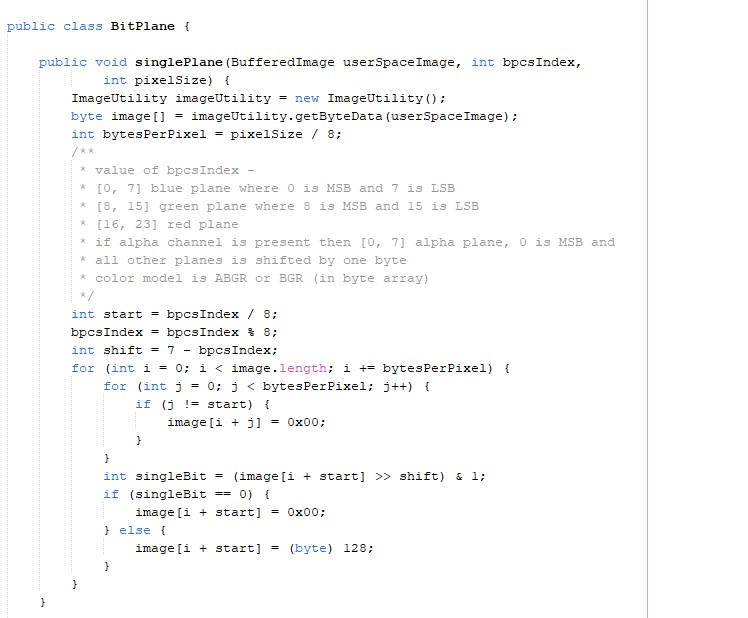 public class BitPlane {
public void singlePlane(BufferedImage userSpaceImage, int bpcsIndex,
int pixelSize) {
ImageUtility imageUtility = new ImageUtility();
byte image[] = imageUtility.getByteData(userSpaceImage);
int bytesPerPixel = pixelSize / 8;
/**
* value of bpcsIndex -
* [0, 7] blue plane where 0 is MSB and 7 is LSB
* [8, 15] green plane where 8 is MSB and 15 is LSB
* [16, 23] red plane
* if alpha channel is present then [0, 7] alpha plane, 0 is MSB and
* all other planes is shifted by one byte
* color model is ABGR or BGR (in byte array)
*/
int start = bpcsIndex / 8;
bpcsIndex = bpcsIndex % 8;
int shift = 7 - bpcsIndex;
for (int i = 0; i < image.length; i += bytesPerPixel) {
for (int j = 0; j < bytesPerPixel; j++) {
if (j != start) {
image[i + j] = 0x00;
}
}
int singleBit = (image[i + start] >> shift) & 1;
if (singleBit == 0) {
image[i + start] = 0x00;
} else {
image[i + start] = (byte) 128;
}
}
}